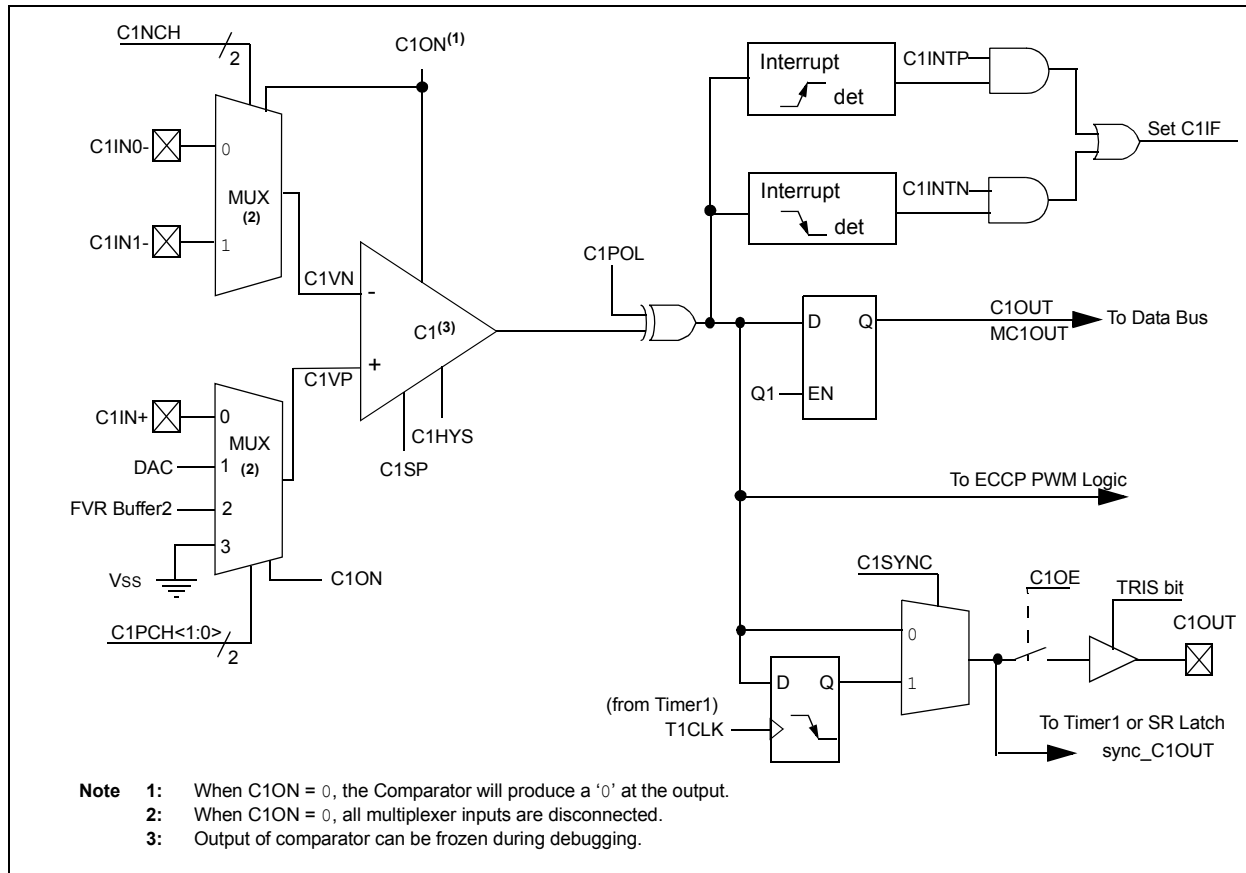 C1NCH
2
C1ON(1)
C1IN0-
0
MUX
(2)
C1IN1-
1
C1VN
-
C1(3)
+
C1VP
C1HYS
C1SP
C1IN+
0
MUX
(2)
DAC
1
FVR Buffer2
2
3
Vss
C1ON
C1PCH<1:0>
2
C1POL
Interrupt
det
C1INTP
Interrupt
det
C1INTN
Set C1IF
D
Q
Q1
EN
C1OUT
MC1OUT
To Data Bus
To ECCP PWM Logic
C1SYNC
0
1
D
Q
(from Timer1)
T1CLK
C1OE
TRIS bit
C1OUT
To Timer1 or SR Latch
sync_C1OUT
Note 1: When C1ON = 0, the Comparator will produce a ‘0’ at the output.
2: When C1ON = 0, all multiplexer inputs are disconnected.
3: Output of comparator can be frozen during debugging.